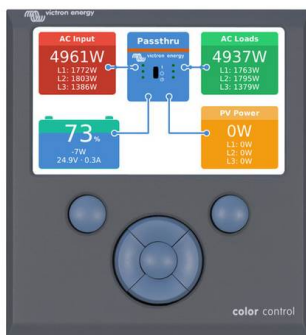 victron energy
AC Input
4961W
L1: 1772W
L2: 1803W
L3: 1386W
Passthru
victron energy
AC Loads
4937W
L1: 1763W
L2: 1795W
L3: 1379W
73%
-7W
24.9V · 0.3A
PV Power
0W
L1: 0W
L2: 0W
L3: 0W
color control